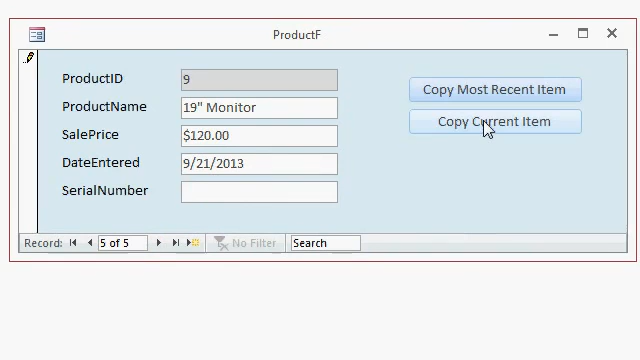 ProductF
ProductID 9 Copy Most Recent Item
ProductName 19" Monitor
Copy Current Item
SalePrice $120.00
DateEntered 9/21/2013
SerialNumber
Record: 5 of 5 No Filter Search